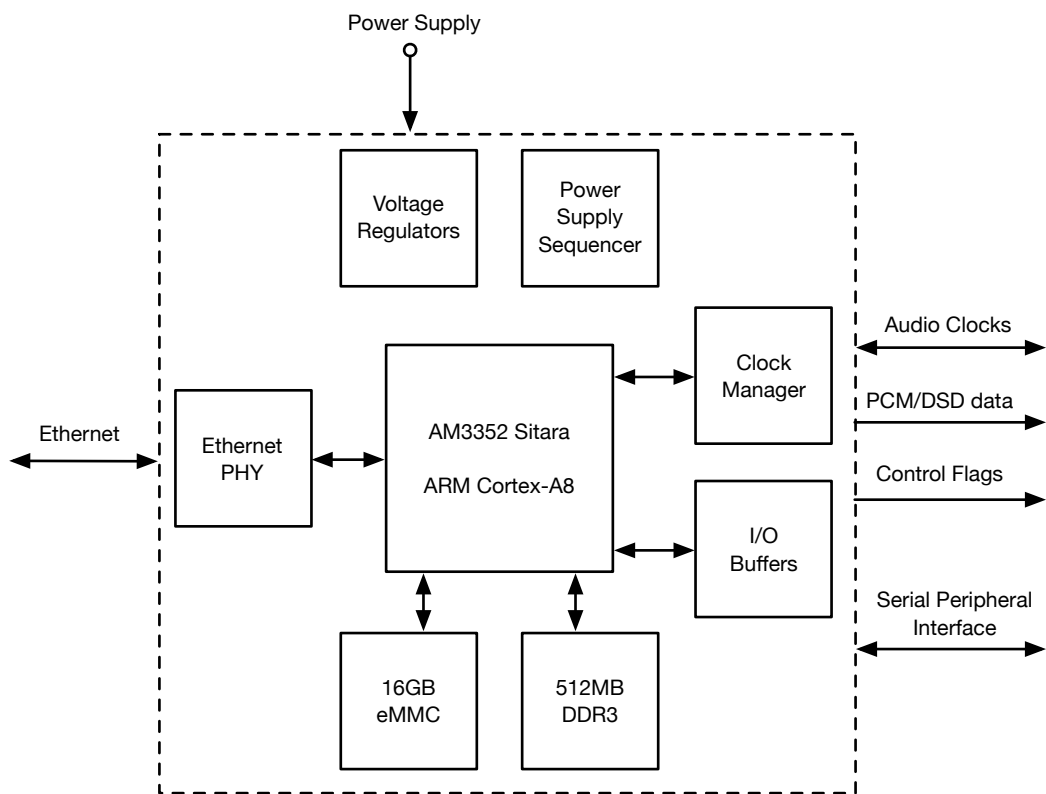 Power Supply
Voltage
Regulators
Power
Supply
Sequencer
Audio Clocks
Clock
Manager
PCM/DSD data
Ethernet
Ethernet
PHY
AM3352 Sitara
ARM Cortex-A8
Control Flags
I/O
Buffers
Serial Peripheral
Interface
16GB
eMMC
512MB
DDR3